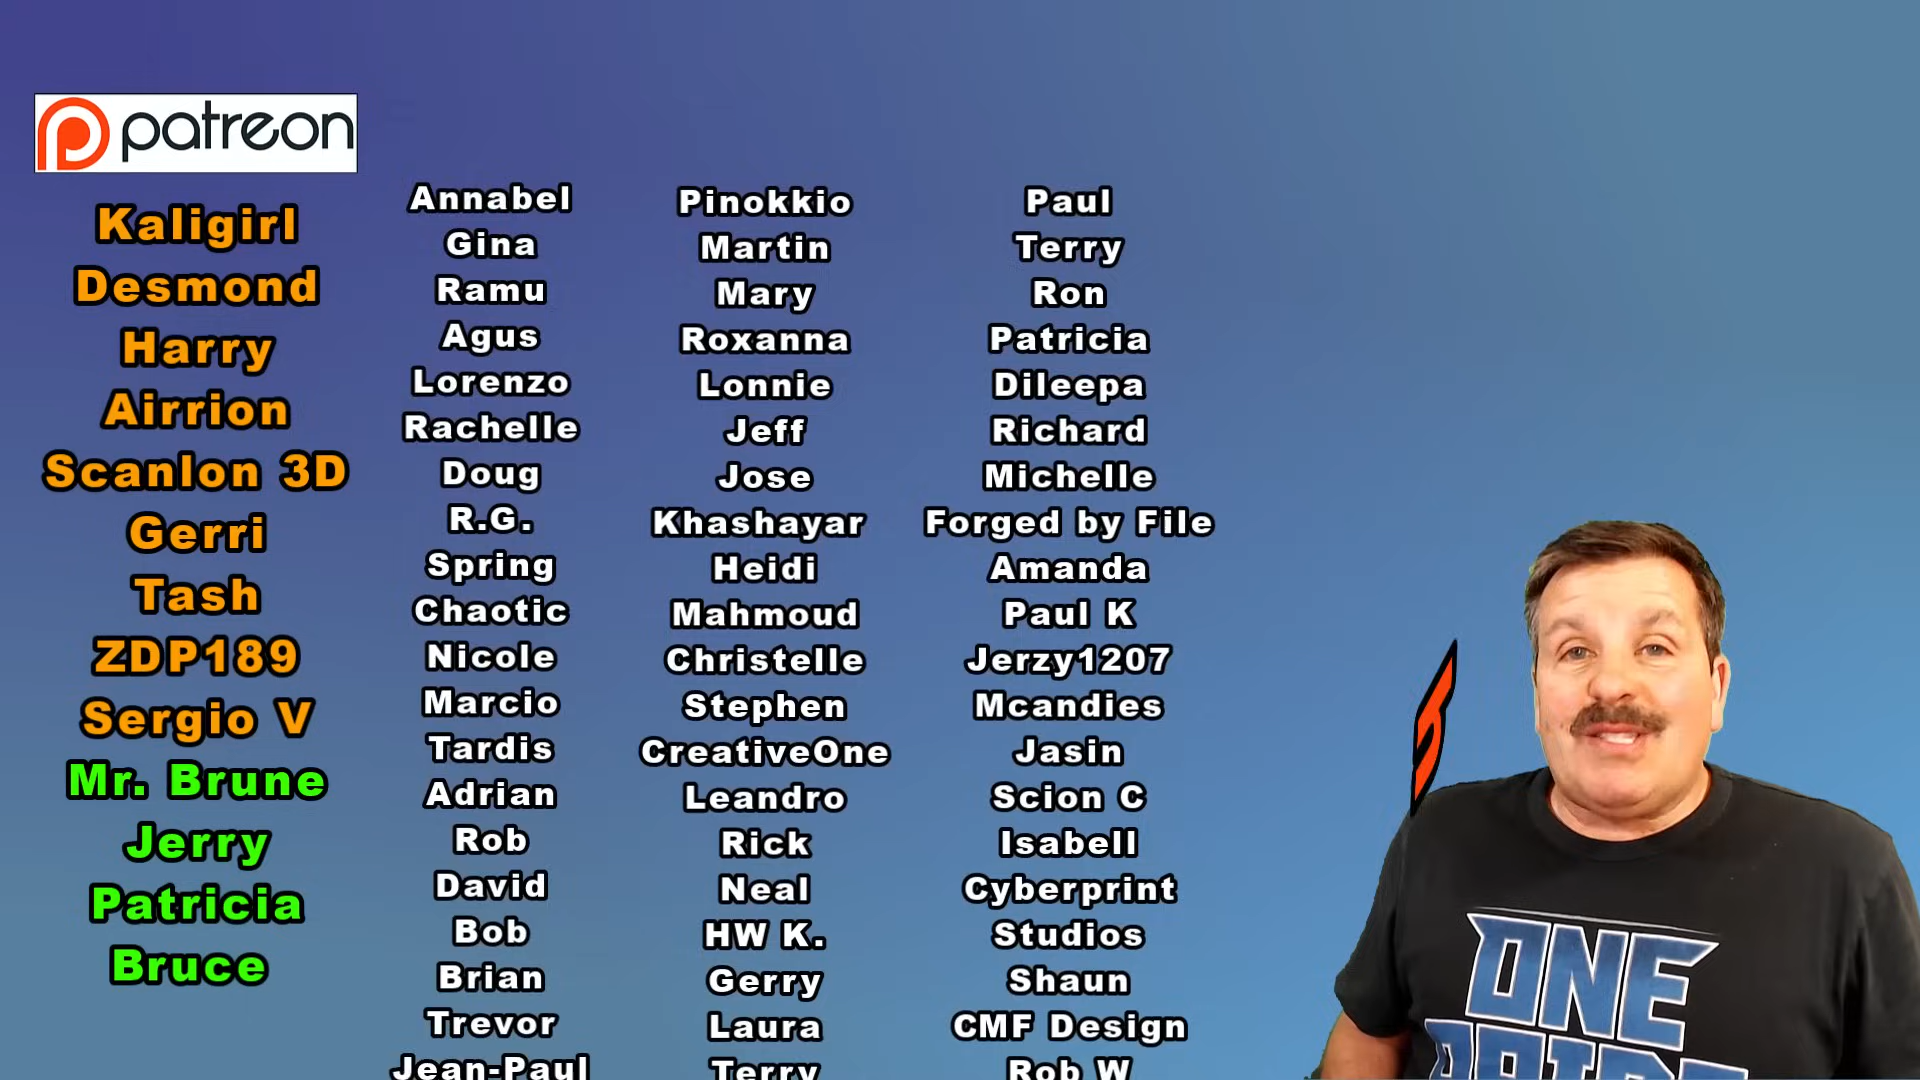 patreon
Kaligirl
Desmond
Harry
Airrion
Scanlon 3D
Gerri
Tash
ZDP189
Sergio V
Mr. Brune
Jerry
Patricia
Bruce
Annabel
Gina
Ramu
Agus
Lorenzo
Rachelle
Doug
R.G.
Spring
Chaotic
Nicole
Marcio
Tardis
Adrian
Rob
David
Bob
Brian
Trevor
Jean-Paul
Pinokkio
Martin
Mary
Roxanna
Lonnie
Jeff
Jose
Khashayar
Heidi
Mahmoud
Christelle
Stephen
CreativeOne
Leandro
Rick
Neal
HW K.
Gerry
Laura
Terry
Paul
Terry
Ron
Patricia
Dileepa
Richard
Michelle
Forged by File
Amanda
Paul K
Jerzy1207
Mcandies
Jasin
Scion C
Isabell
Cyberprint
Studios
Shaun
CMF Design
Rob W
ONE